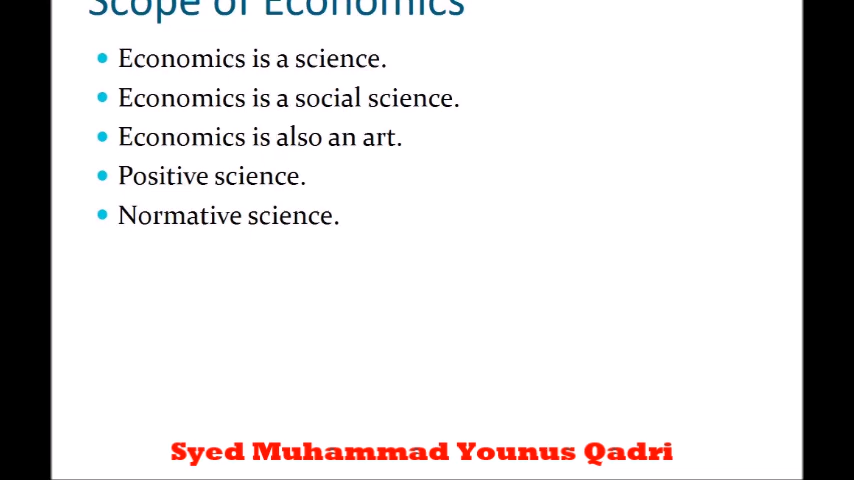 Scope of Economics
Economics is a science.
Economics is a social science.
Economics is also an art.
Positive science.
Normative science.
Syed Muhammad Younus Qadri